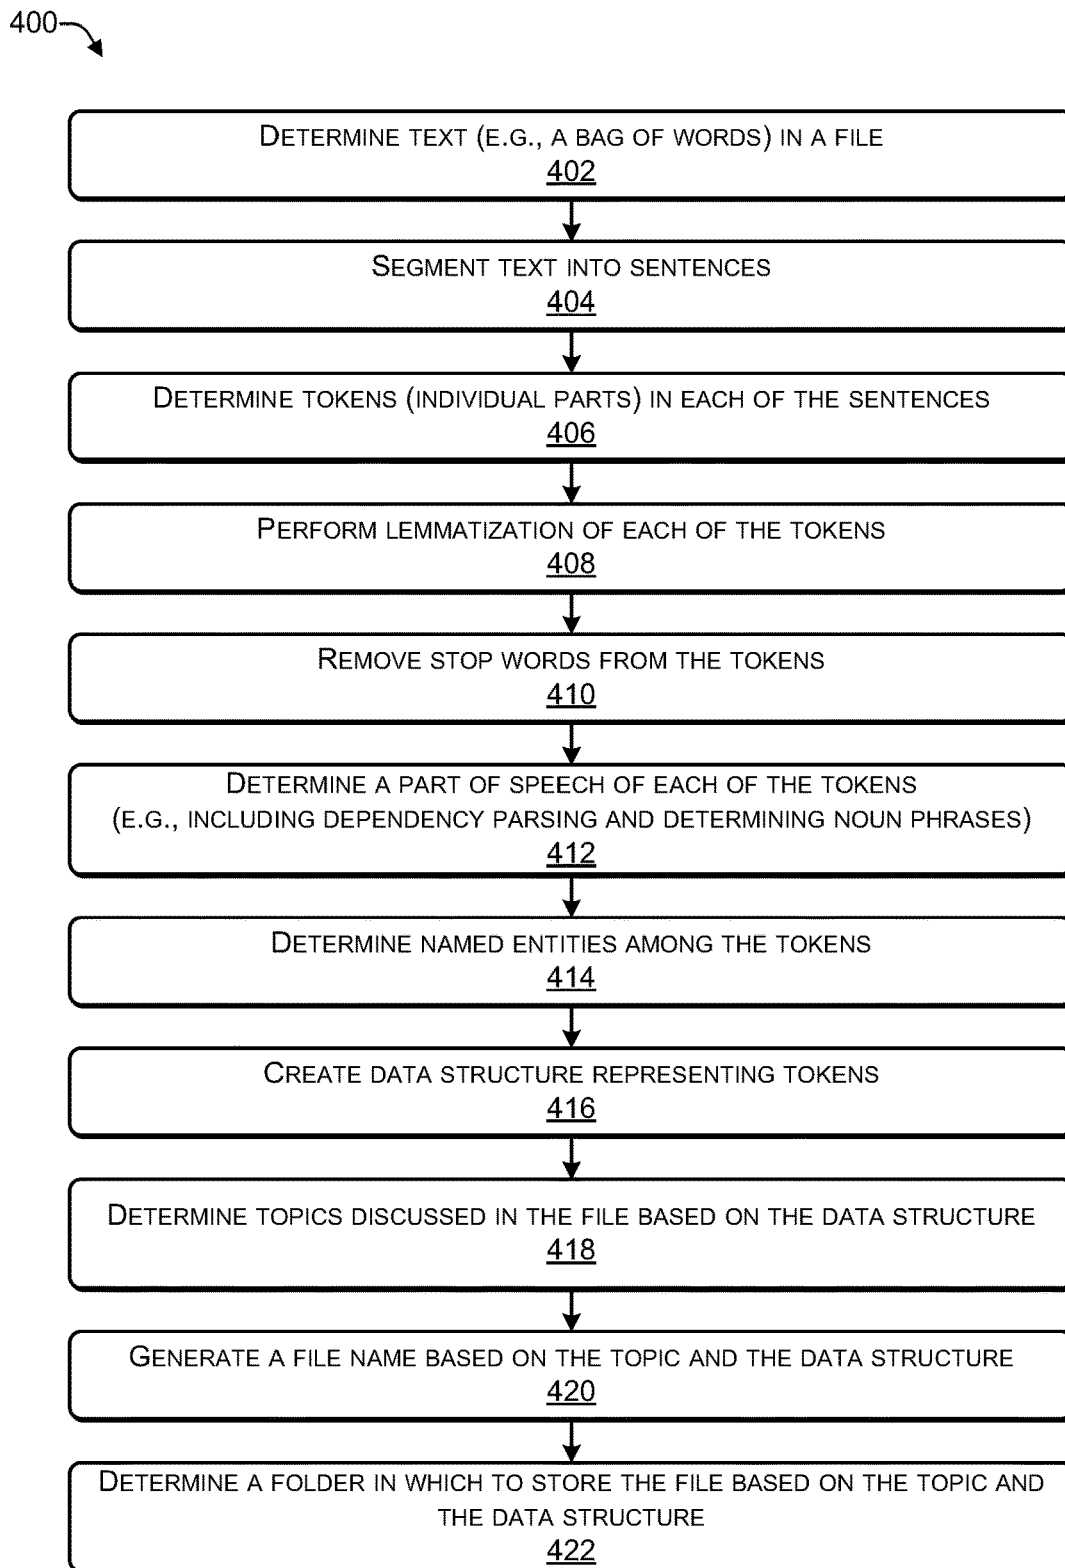 400
DETERMINE TEXT (E.G., A BAG OF WORDS) IN A FILE
402
SEGMENT TEXT INTO SENTENCES
404
DETERMINE TOKENS (INDIVIDUAL PARTS) IN EACH OF THE SENTENCES
406
PERFORM LEMMATIZATION OF EACH OF THE TOKENS
408
REMOVE STOP WORDS FROM THE TOKENS
410
DETERMINE A PART OF SPEECH OF EACH OF THE TOKENS
(E.G., INCLUDING DEPENDENCY PARSING AND DETERMINING NOUN PHRASES)
412
DETERMINE NAMED ENTITIES AMONG THE TOKENS
414
CREATE DATA STRUCTURE REPRESENTING TOKENS
416
DETERMINE TOPICS DISCUSSED IN THE FILE BASED ON THE DATA STRUCTURE
418
GENERATE A FILE NAME BASED ON THE TOPIC AND THE DATA STRUCTURE
420
DETERMINE A FOLDER IN WHICH TO STORE THE FILE BASED ON THE TOPIC AND
THE DATA STRUCTURE
422